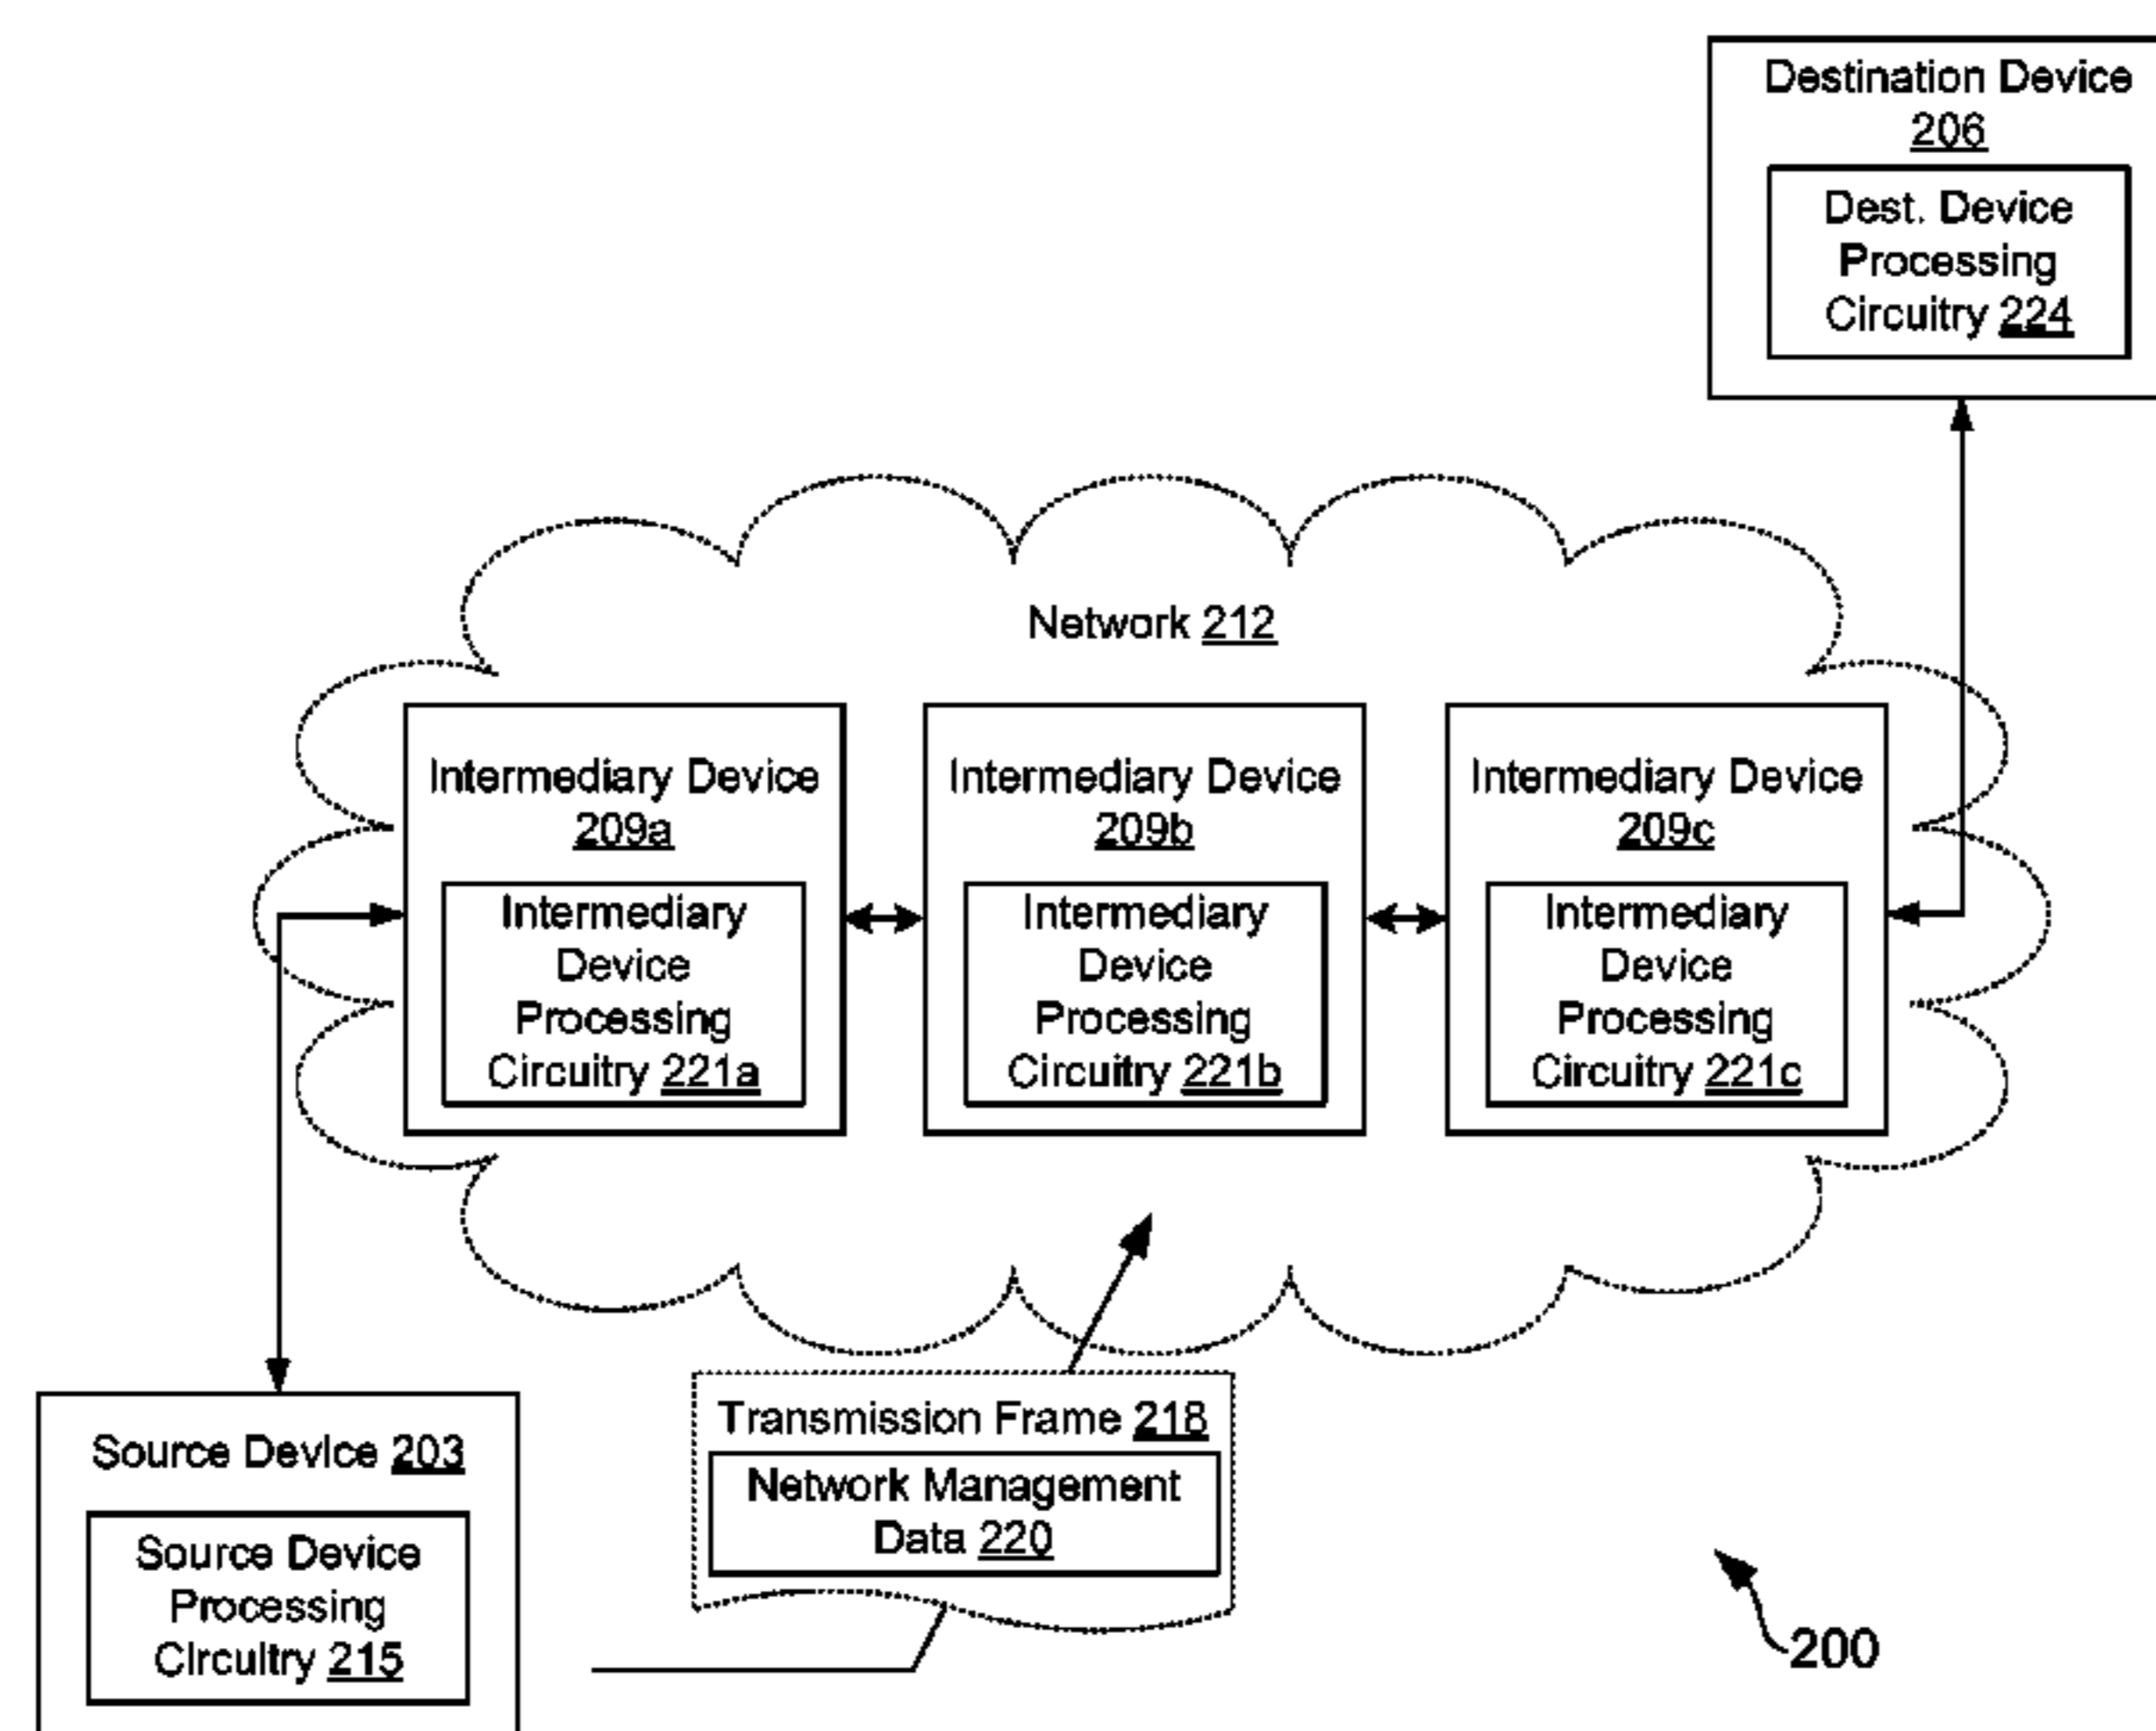 Destination Device
206
Dest. Device
Processing
Circuitry 224
Network 212
Intermediary Device
209a
Intermediary
Device
Processing
Circuitry 221a
Intermediary Device
209b
Intermediary
Device
Processing
Circuitry 221b
Intermediary Device
209c
Intermediary
Device
Processing
Circuitry 221c
Transmission Frame 218
Network Management
Data 220
Source Device 203
Source Device
Processing
Circuitry 215
200